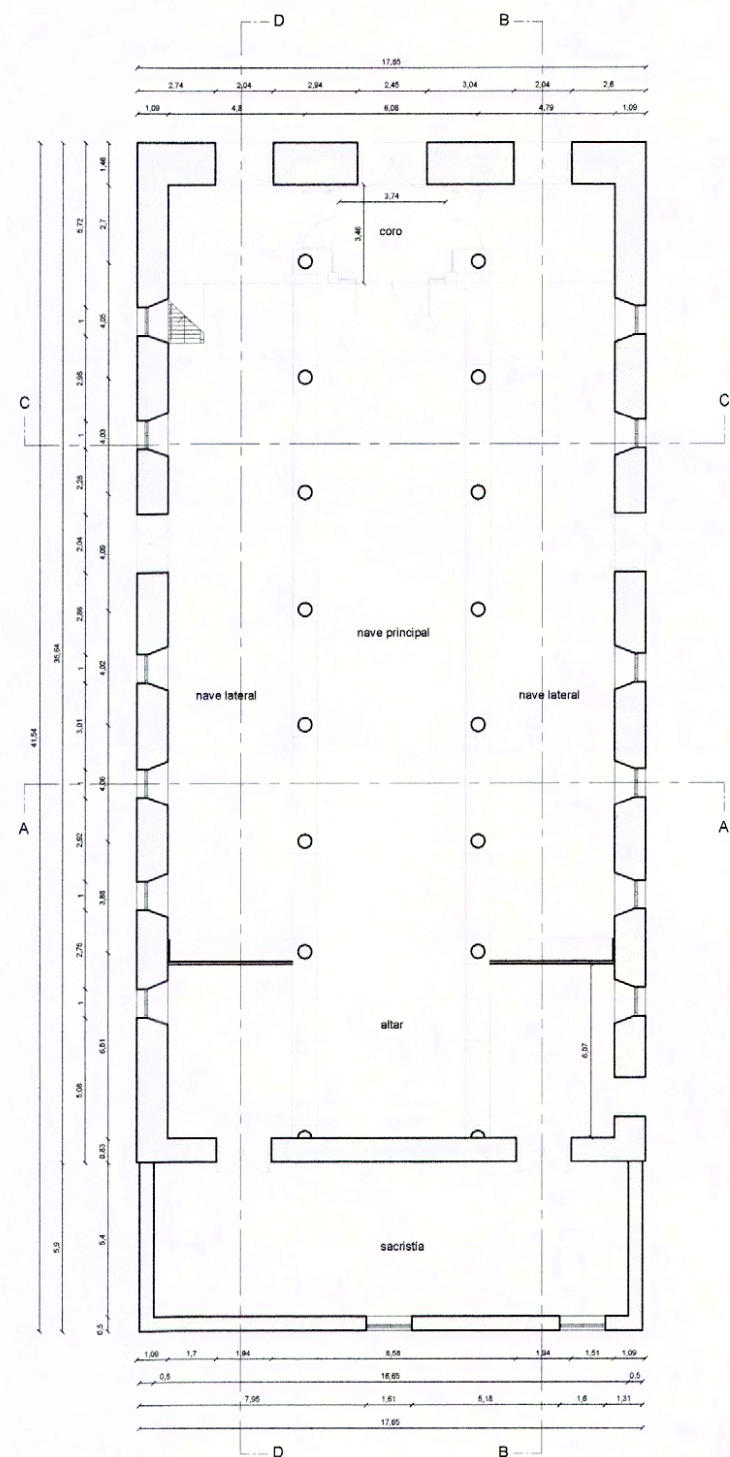 D B
17,65
2,74 2,04 2,94 2,45 3,04 2,04 2,6
1,09 4,8 6,08 4,79 1,09
1,46
5,72
2,7
3,74
3,46
coro
1
4,05
2,98
C C
1
4,03
2,28
2,04
4,09
2,86
nave principal
35,64
1
4,02
nave lateral nave lateral
3,01
41,54
1
4,06
A A
2,92
1
3,88
2,75
1
altar
6,51
6,07
5,08
0,83
5,9
5,4
sacristía
0,5
1,09 1,7 1,94 8,58 1,94 1,51 1,09
0,5 16,65 0,5
7,95 1,61 5,18 1,6 1,31
17,65
D B